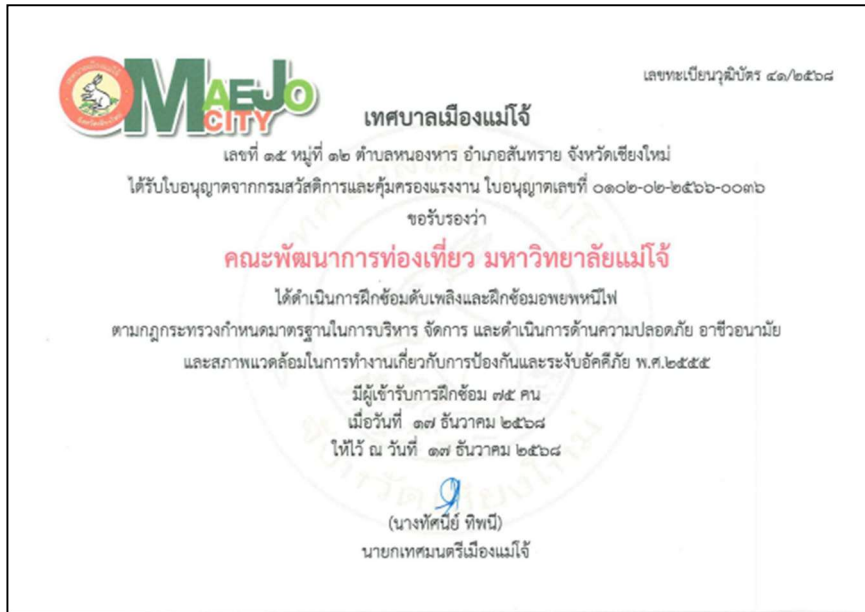 เลขทะเบียนวุฒิบัตร ๔๑/๒๕๖๘
MAEJO
CITY
เทศบาลเมืองแม่โจ้
เลขที่ ๑๕ หมู่ที่ ๑๒ ตำบลหนองหาร อำเภอสันทราย จังหวัดเชียงใหม่
ได้รับใบอนุญาตจากกรมสวัสดิการและคุ้มครองแรงงาน ใบอนุญาตเลขที่ ๐๑๐๒-๐๒-๒๕๖๖-๐๐๓๖
ขอรับรองว่า
คณะพัฒนาการท่องเที่ยว มหาวิทยาลัยแม่โจ้
ได้ดำเนินการฝึกซ้อมดับเพลิงและฝึกซ้อมอพยพหนีไฟ
ตามกฎกระทรวงกำหนดมาตรฐานในการบริหาร จัดการ และดำเนินการด้านความปลอดภัย อาชีวอนามัย
และสภาพแวดล้อมในการทำงานเกี่ยวกับการป้องกันและระงับอัคคีภัย พ.ศ.๒๕๕๕
มีผู้เข้ารับการฝึกซ้อม ๗๕ คน
เมื่อวันที่ ๑๗ ธันวาคม ๒๕๖๘
ให้ไว้ ณ วันที่ ๑๗ ธันวาคม ๒๕๖๘
(นางทัศนีย์ ทิพนี)
นายกเทศมนตรีเมืองแม่โจ้